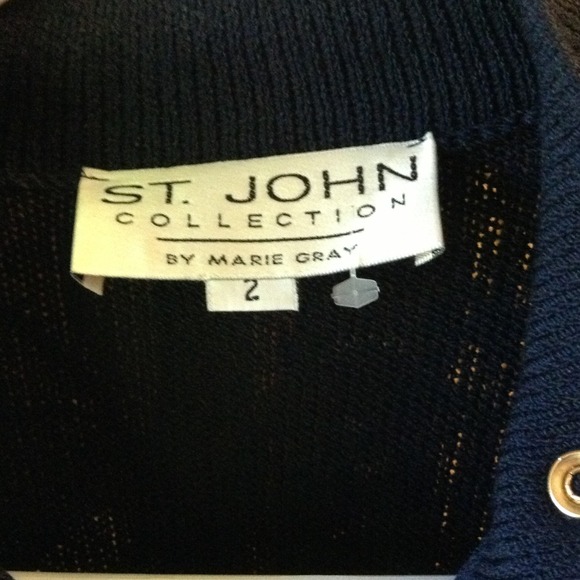 ST. JOHN
COLLECTION
BY MARIE GRAY
2